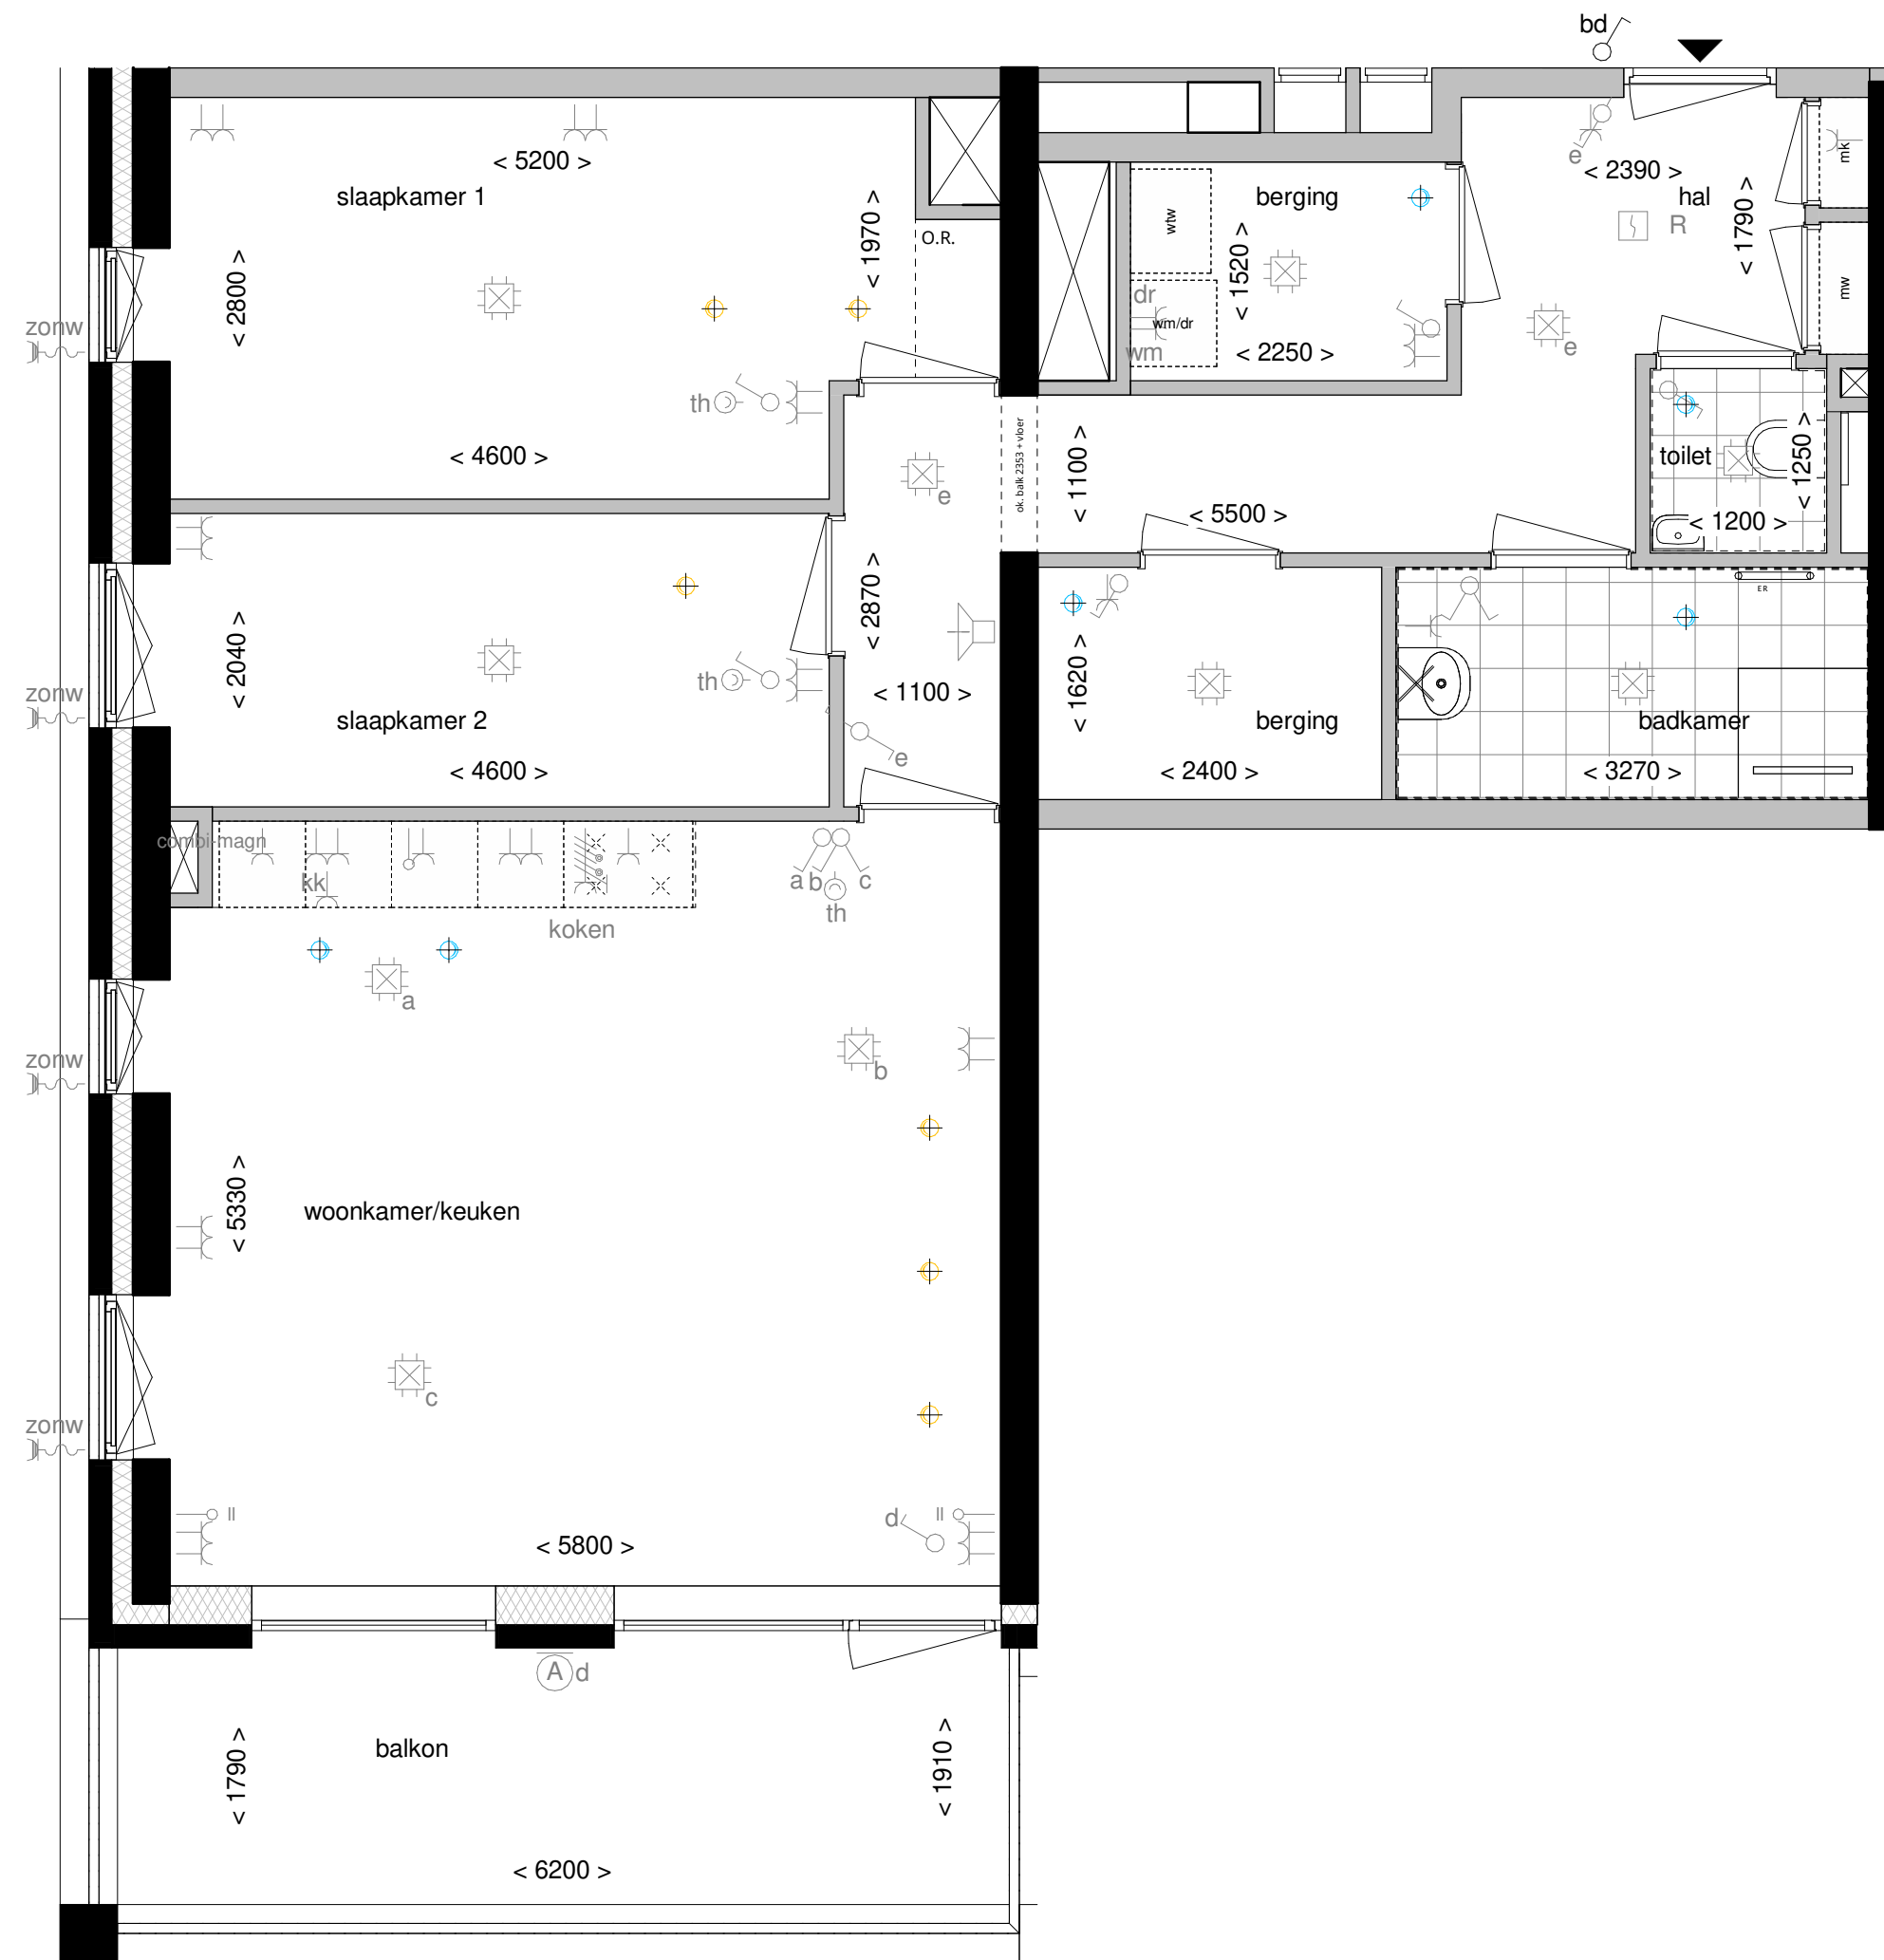 bd
< 5200 >
slaapkamer 1
< 1970 >
O.R.
< 2800 >
zonw
th
< 4600 >
wtw
berging
< 1520 >
dr
wm/dr
wm
< 2250 >
e
< 2390 >
hal
R
< 1790 >
mk
mw
e
toilet
< 1250 >
< 1200 >
e
ok. balk 2353 + vloer
< 1100 >
< 5500 >
< 2040 >
zonw
th
slaapkamer 2
< 4600 >
< 2870 >
< 1100 >
e
< 1620 >
berging
< 2400 >
ER
badkamer
< 3270 >
combi-magn
kk
koken
a b c
th
a
b
zonw
< 5330 >
woonkamer/keuken
c
zonw
II
d
II
< 5800 >
A d
balkon
< 1790 >
< 1910 >
< 6200 >